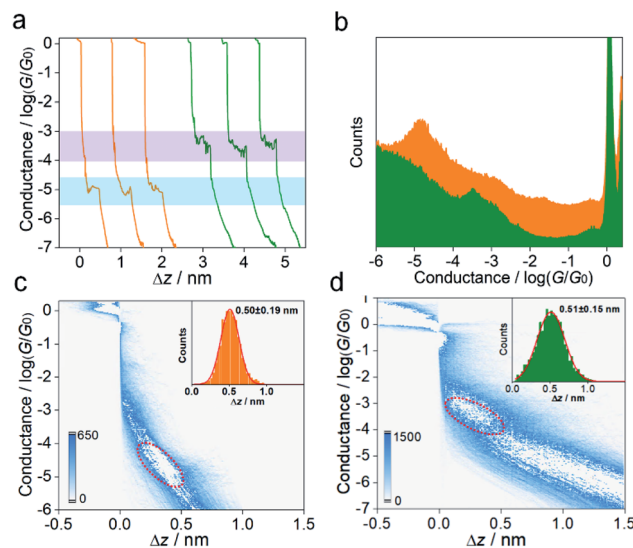 a
Conductance / log(G/G0)
0
-1
-2
-3
-4
-5
-6
-7
0 1 2 3 4 5
Δz / nm
b
Counts
-6 -5 -4 -3 -2 -1 0
Conductance / log(G/G0)
c
Conductance / log(G/G0)
0
-1
-2
-3
-4
-5
-6
650
0
0.50±0.19 nm
Counts
0.0 0.5 1.0 1.5
Δz / nm
-0.5 0.0 0.5 1.0 1.5
Δz / nm
d
Conductance / log(G/G0)
0
-1
-2
-3
-4
-5
-6
-7
1500
0
0.51±0.15 nm
Counts
0.0 0.5 1.0 1.5
Δz / nm
-0.5 0.0 0.5 1.0 1.5
Δz / nm